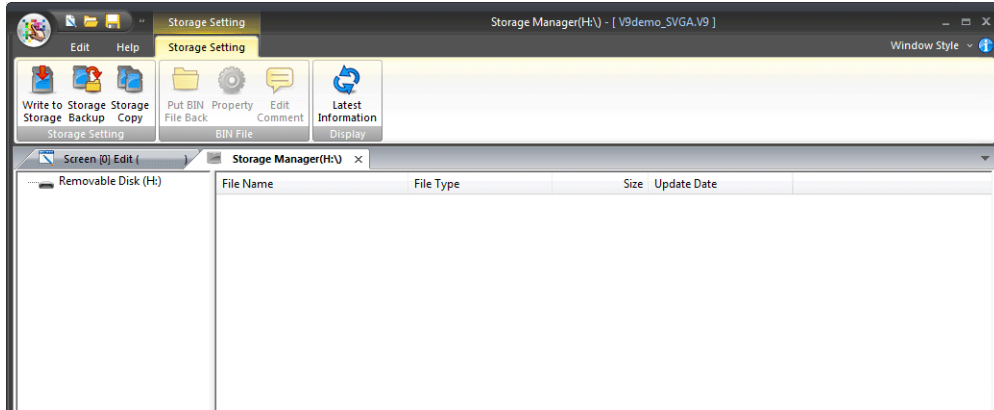 Storage Setting
Storage Manager(H:\) - [ V9demo_SVGA.V9 ]
Edit Help Storage Setting
Window Style
Write to Storage Storage Backup Storage Copy
Put BIN File Back Property Edit Comment
Latest Information
Storage Setting BIN File Display
Screen [0] Edit ( ) Storage Manager(H:\)
Removable Disk (H:)
File Name File Type Size Update Date